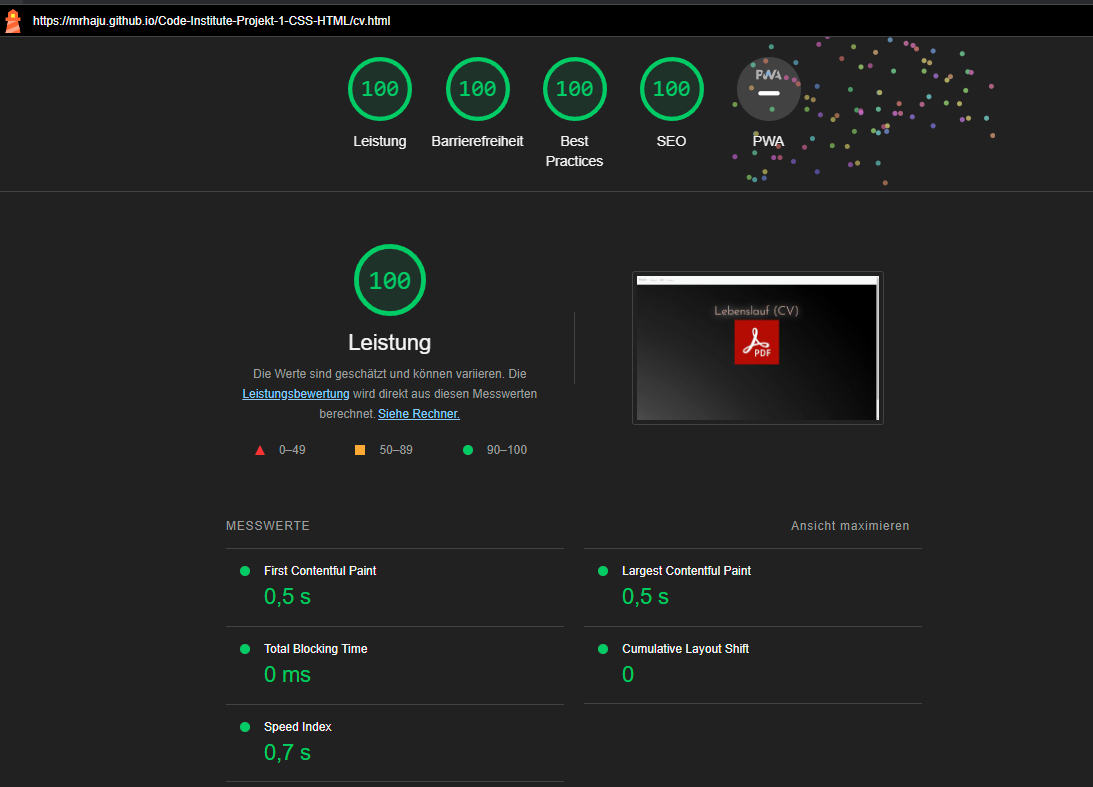 https://mrhaju.github.io/Code-Institute-Projekt-1-CSS-HTML/cv.html
100 100 100 100 PWA
Leistung Barrierefreiheit Best SEO PWA
Practices
100
Leistung
Die Werte sind geschätzt und können variieren. Die
Leistungsbewertung wird direkt aus diesen Messwerten
berechnet. Siehe Rechner.
0–49 50–89 90–100
Lebenslauf (CV)
PDF
MESSWERTE Ansicht maximieren
First Contentful Paint Largest Contentful Paint
0,5 s 0,5 s
Total Blocking Time Cumulative Layout Shift
0 ms 0
Speed Index
0,7 s